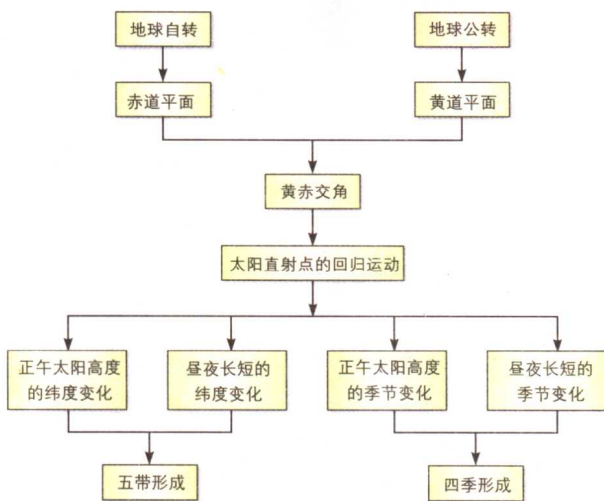 地球自转
地球公转
赤道平面
黄道平面
黄赤交角
太阳直射点的回归运动
正午太阳高度
的纬度变化
昼夜长短的
纬度变化
正午太阳高度
的季节变化
昼夜长短的
季节变化
五带形成
四季形成